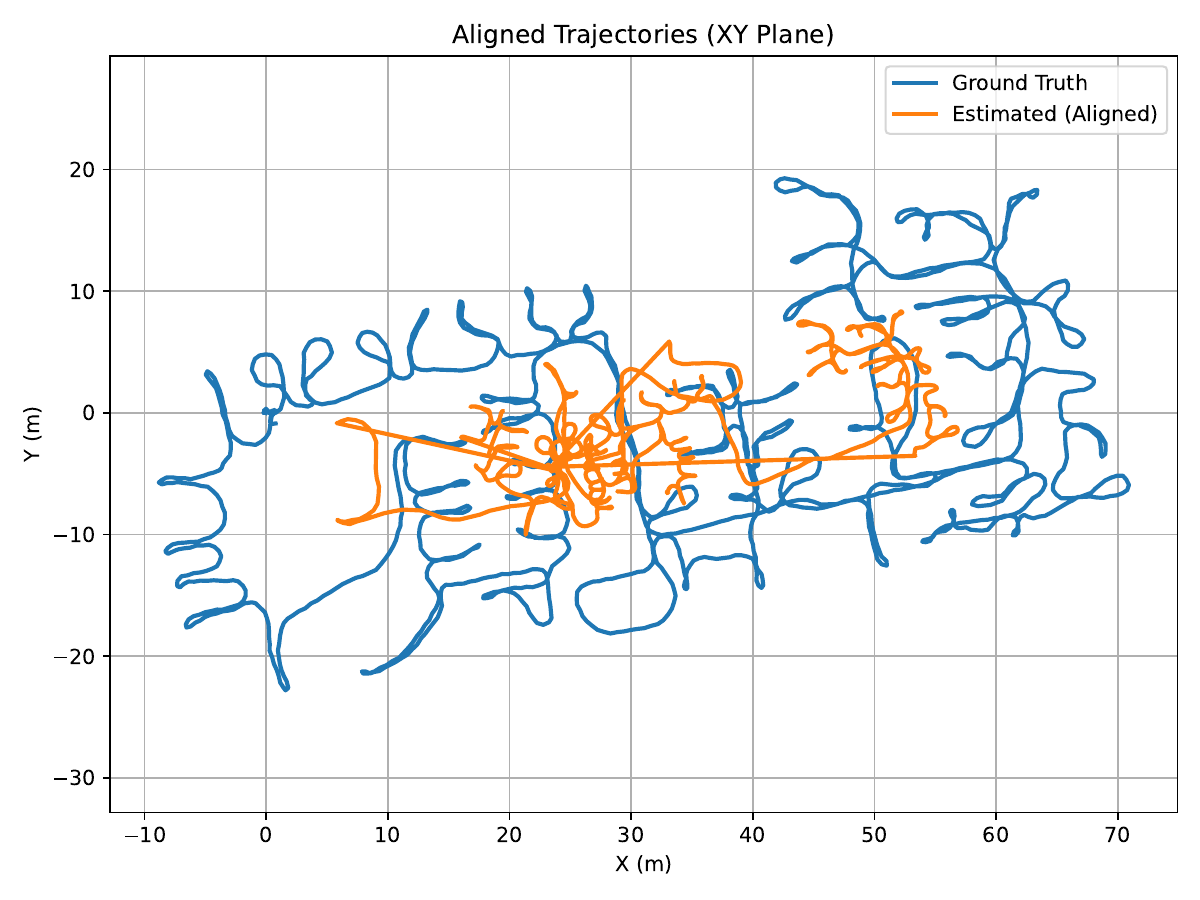 Aligned Trajectories (XY Plane)
Ground Truth
Estimated (Aligned)
20
10
0
−10
−20
−30
Y (m)
−10 0 10 20 30 40 50 60 70
X (m)